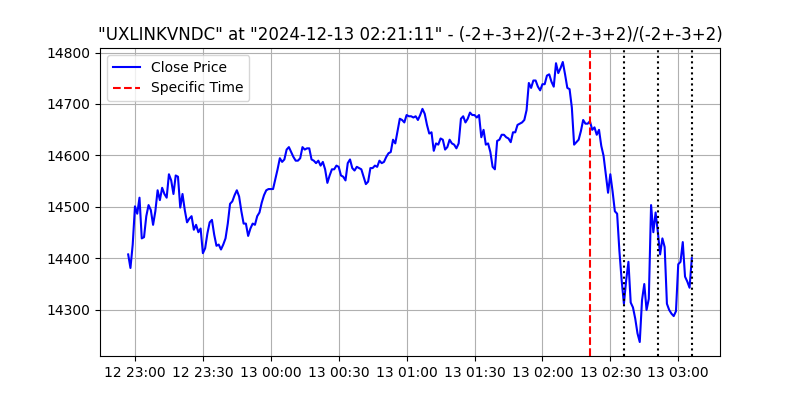 "UXLINKVNDC" at "2024-12-13 02:21:11" - (-2+-3+2)/(-2+-3+2)/(-2+-3+2)
Close Price
Specific Time
14800
14700
14600
14500
14400
14300
12 23:00 12 23:30 13 00:00 13 00:30 13 01:00 13 01:30 13 02:00 13 02:30 13 03:00